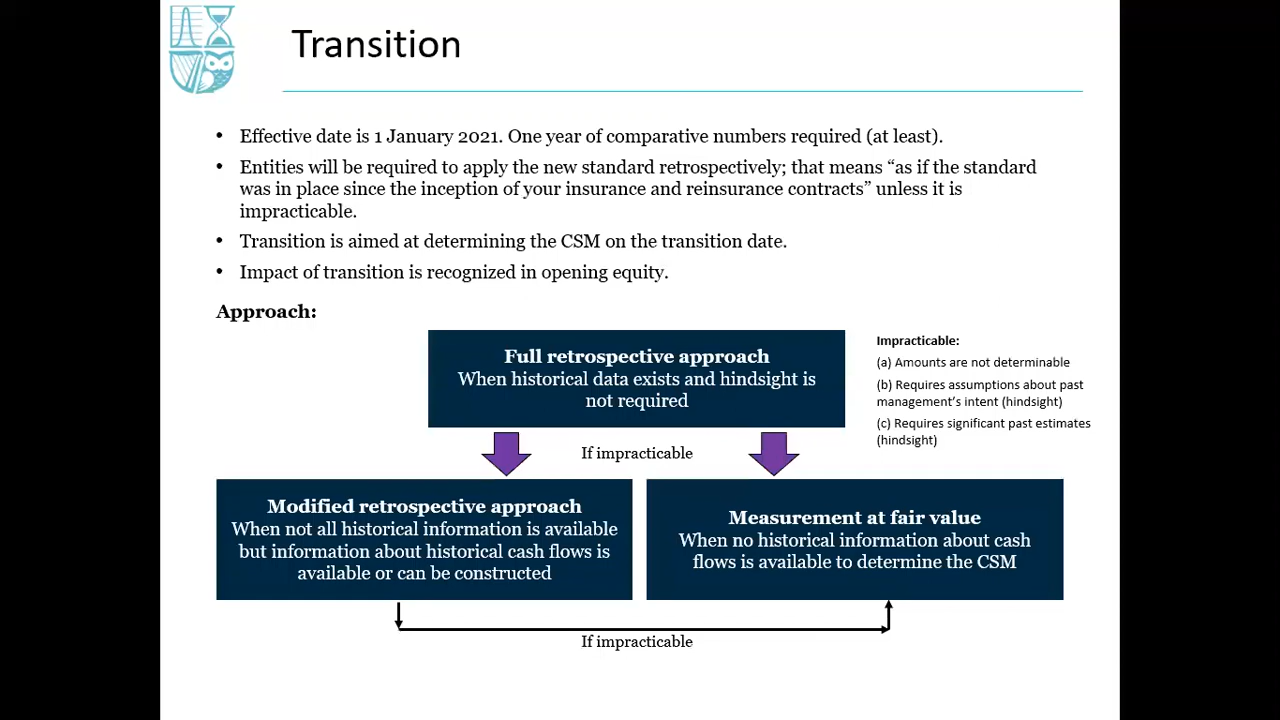 Transition
• Effective date is 1 January 2021. One year of comparative numbers required (at least).
• Entities will be required to apply the new standard retrospectively; that means “as if the standard
was in place since the inception of your insurance and reinsurance contracts” unless it is
impracticable.
• Transition is aimed at determining the CSM on the transition date.
• Impact of transition is recognized in opening equity.
Approach:
Full retrospective approach
When historical data exists and hindsight is
not required
Impracticable:
(a) Amounts are not determinable
(b) Requires assumptions about past
management’s intent (hindsight)
(c) Requires significant past estimates
(hindsight)
If impracticable
Modified retrospective approach
When not all historical information is available
but information about historical cash flows is
available or can be constructed
Measurement at fair value
When no historical information about cash
flows is available to determine the CSM
If impracticable